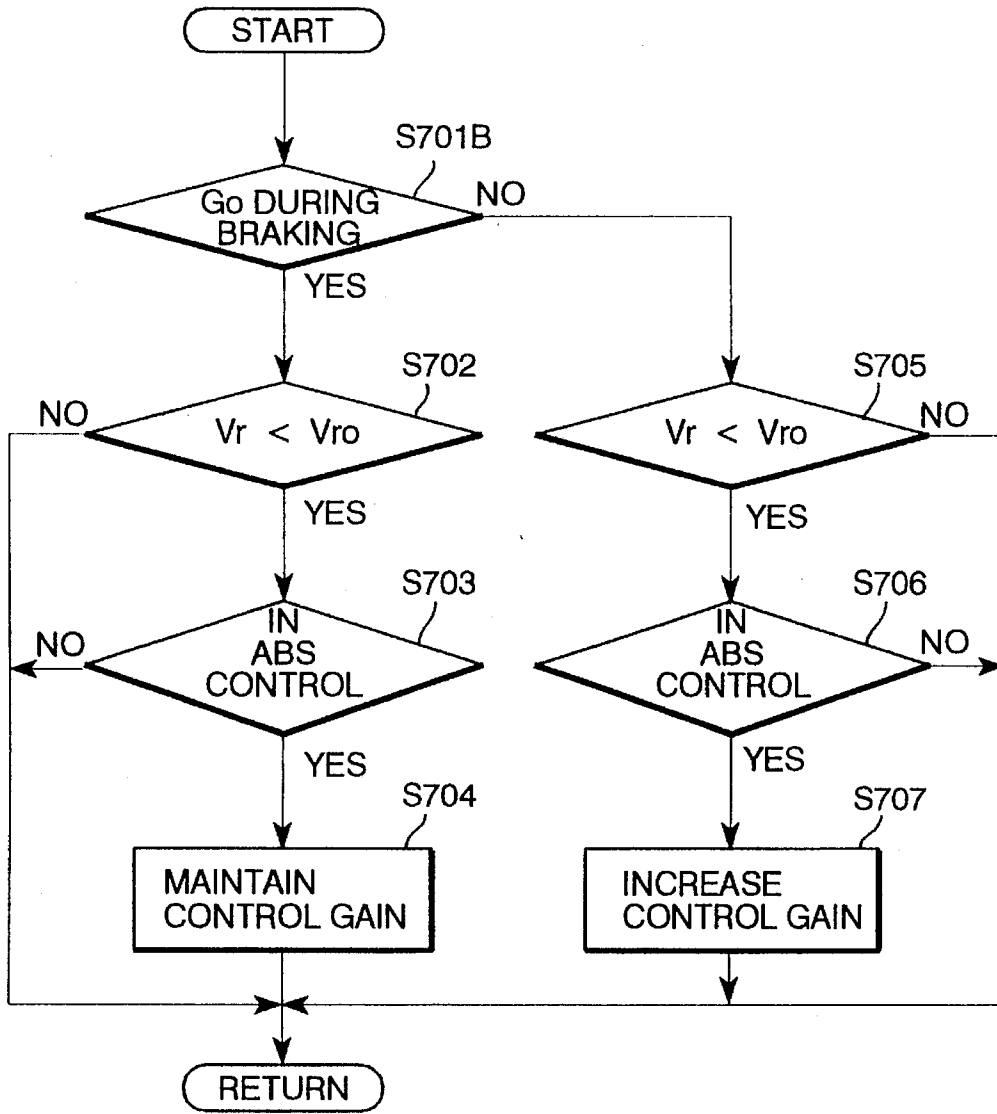 START
S701B
Go DURING
BRAKING
NO
YES
S702
NO
Vr < Vro
YES
S705
Vr < Vro
NO
YES
S703
IN
ABS
CONTROL
NO
YES
S706
IN
ABS
CONTROL
NO
YES
S704
MAINTAIN
CONTROL GAIN
S707
INCREASE
CONTROL GAIN
RETURN